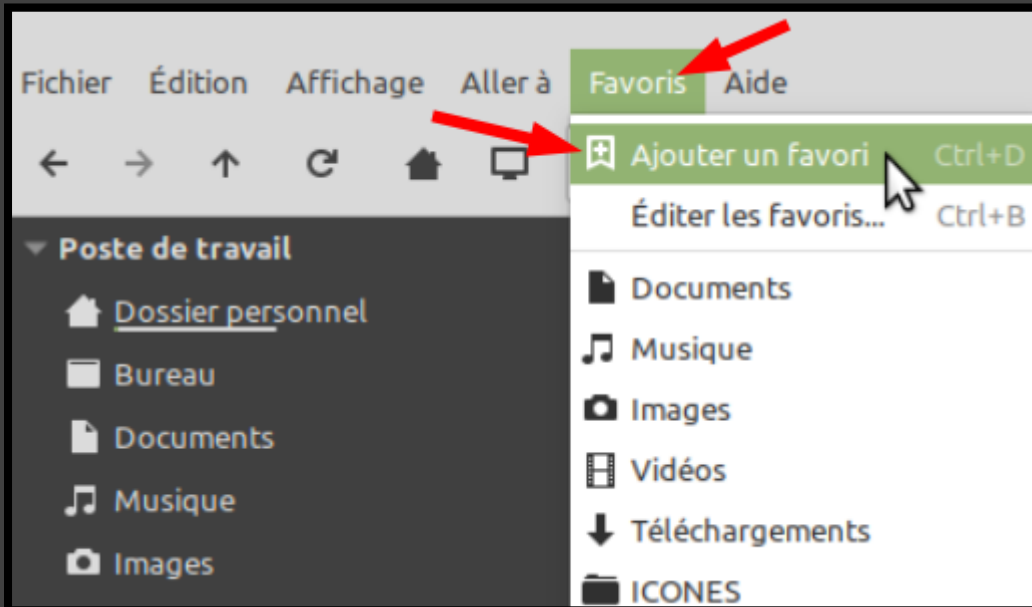 Fichier Édition Affichage Aller à Favoris Aide
Ajouter un favori Ctrl+D
Éditer les favoris... Ctrl+B
Poste de travail
Dossier personnel
Bureau
Documents
Musique
Images
Documents
Musique
Images
Vidéos
Téléchargements
ICONES